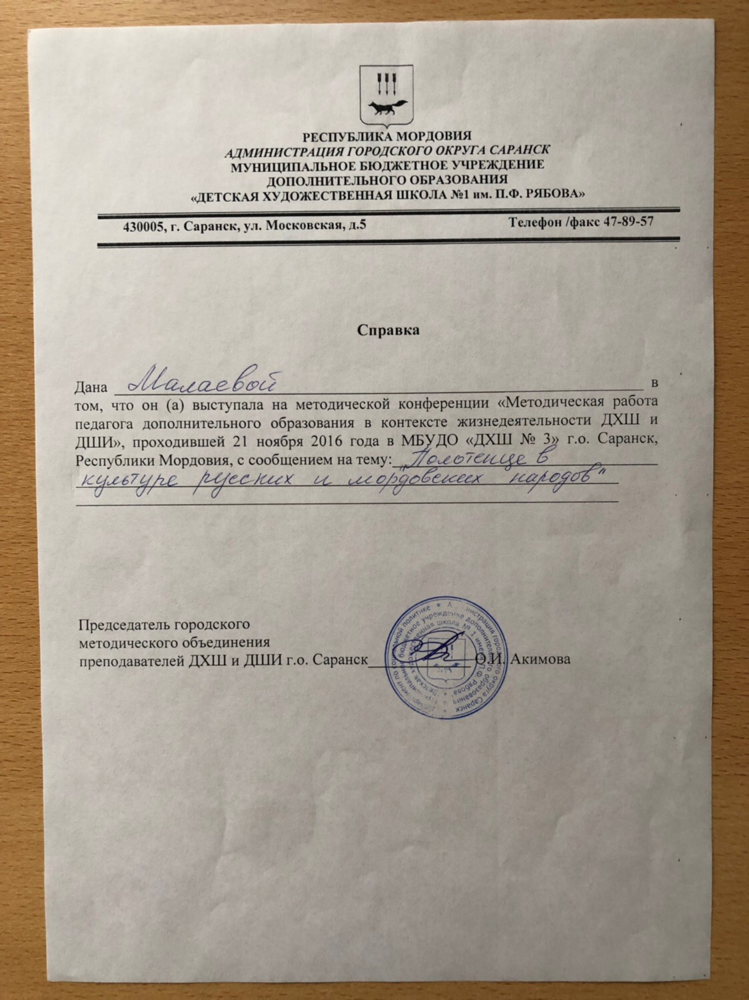 РЕСПУБЛИКА МОРДОВИЯ
АДМИНИСТРАЦИЯ ГОРОДСКОГО ОКРУГА САРАНСК
МУНИЦИПАЛЬНОЕ БЮДЖЕТНОЕ УЧРЕЖДЕНИЕ
ДОПОЛНИТЕЛЬНОГО ОБРАЗОВАНИЯ
«ДЕТСКАЯ ХУДОЖЕСТВЕННАЯ ШКОЛА №1 им. П.Ф. РЯБОВА»
430005, г. Саранск, ул. Московская, д.5 Телефон /факс 47-89-57
Справка
Дана Малаевой в
том, что он (а) выступала на методической конференции «Методическая работа
педагога дополнительного образования в контексте жизнедеятельности ДХШ и
ДШИ», проходившей 21 ноября 2016 года в МБУДО «ДХШ № 3» г.о. Саранск,
Республики Мордовия, с сообщением на тему: "Полотенце в
культуре русских и мордовских народов"
Председатель городского
методического объединения
преподавателей ДХШ и ДШИ г.о. Саранск О.И. Акимова